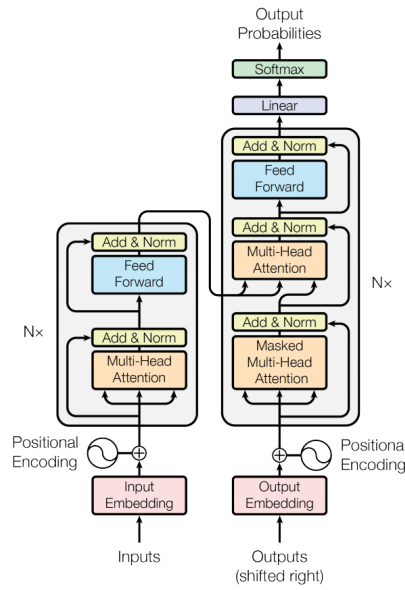 Output
Probabilities
Softmax
Linear
Add & Norm
Feed
Forward
Add & Norm
Multi-Head
Attention
Add & Norm
Masked
Multi-Head
Attention
N×
Add & Norm
Feed
Forward
Add & Norm
Multi-Head
Attention
N×
Positional
Encoding
Positiona
Encoding
Input
Embedding
Output
Embedding
Inputs
Outputs
(shifted right)